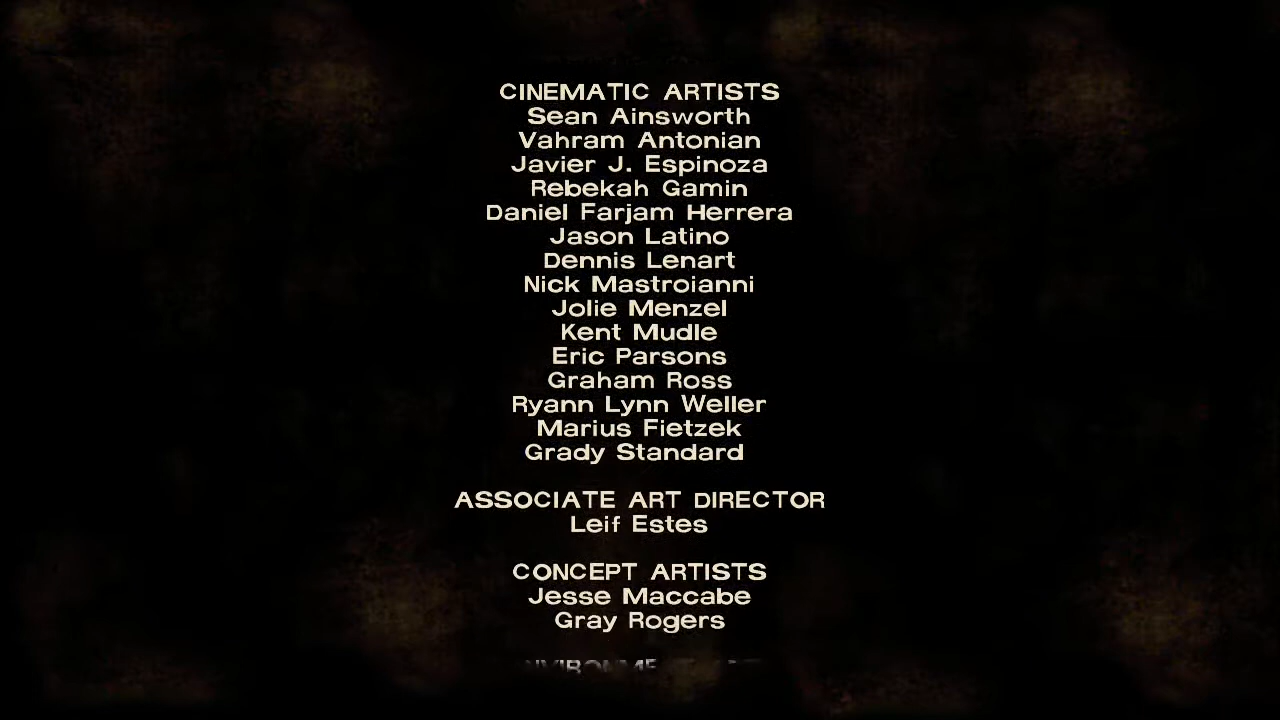 CINEMATIC ARTISTS
Sean Ainsworth
Vahram Antonian
Javier J. Espinoza
Rebekah Gamin
Daniel Farjam Herrera
Jason Latino
Dennis Lenart
Nick Mastroianni
Jolie Menzel
Kent Mudle
Eric Parsons
Graham Ross
Ryann Lynn Weller
Marius Fietzek
Grady Standard
ASSOCIATE ART DIRECTOR
Leif Estes
CONCEPT ARTISTS
Jesse Maccabe
Gray Rogers